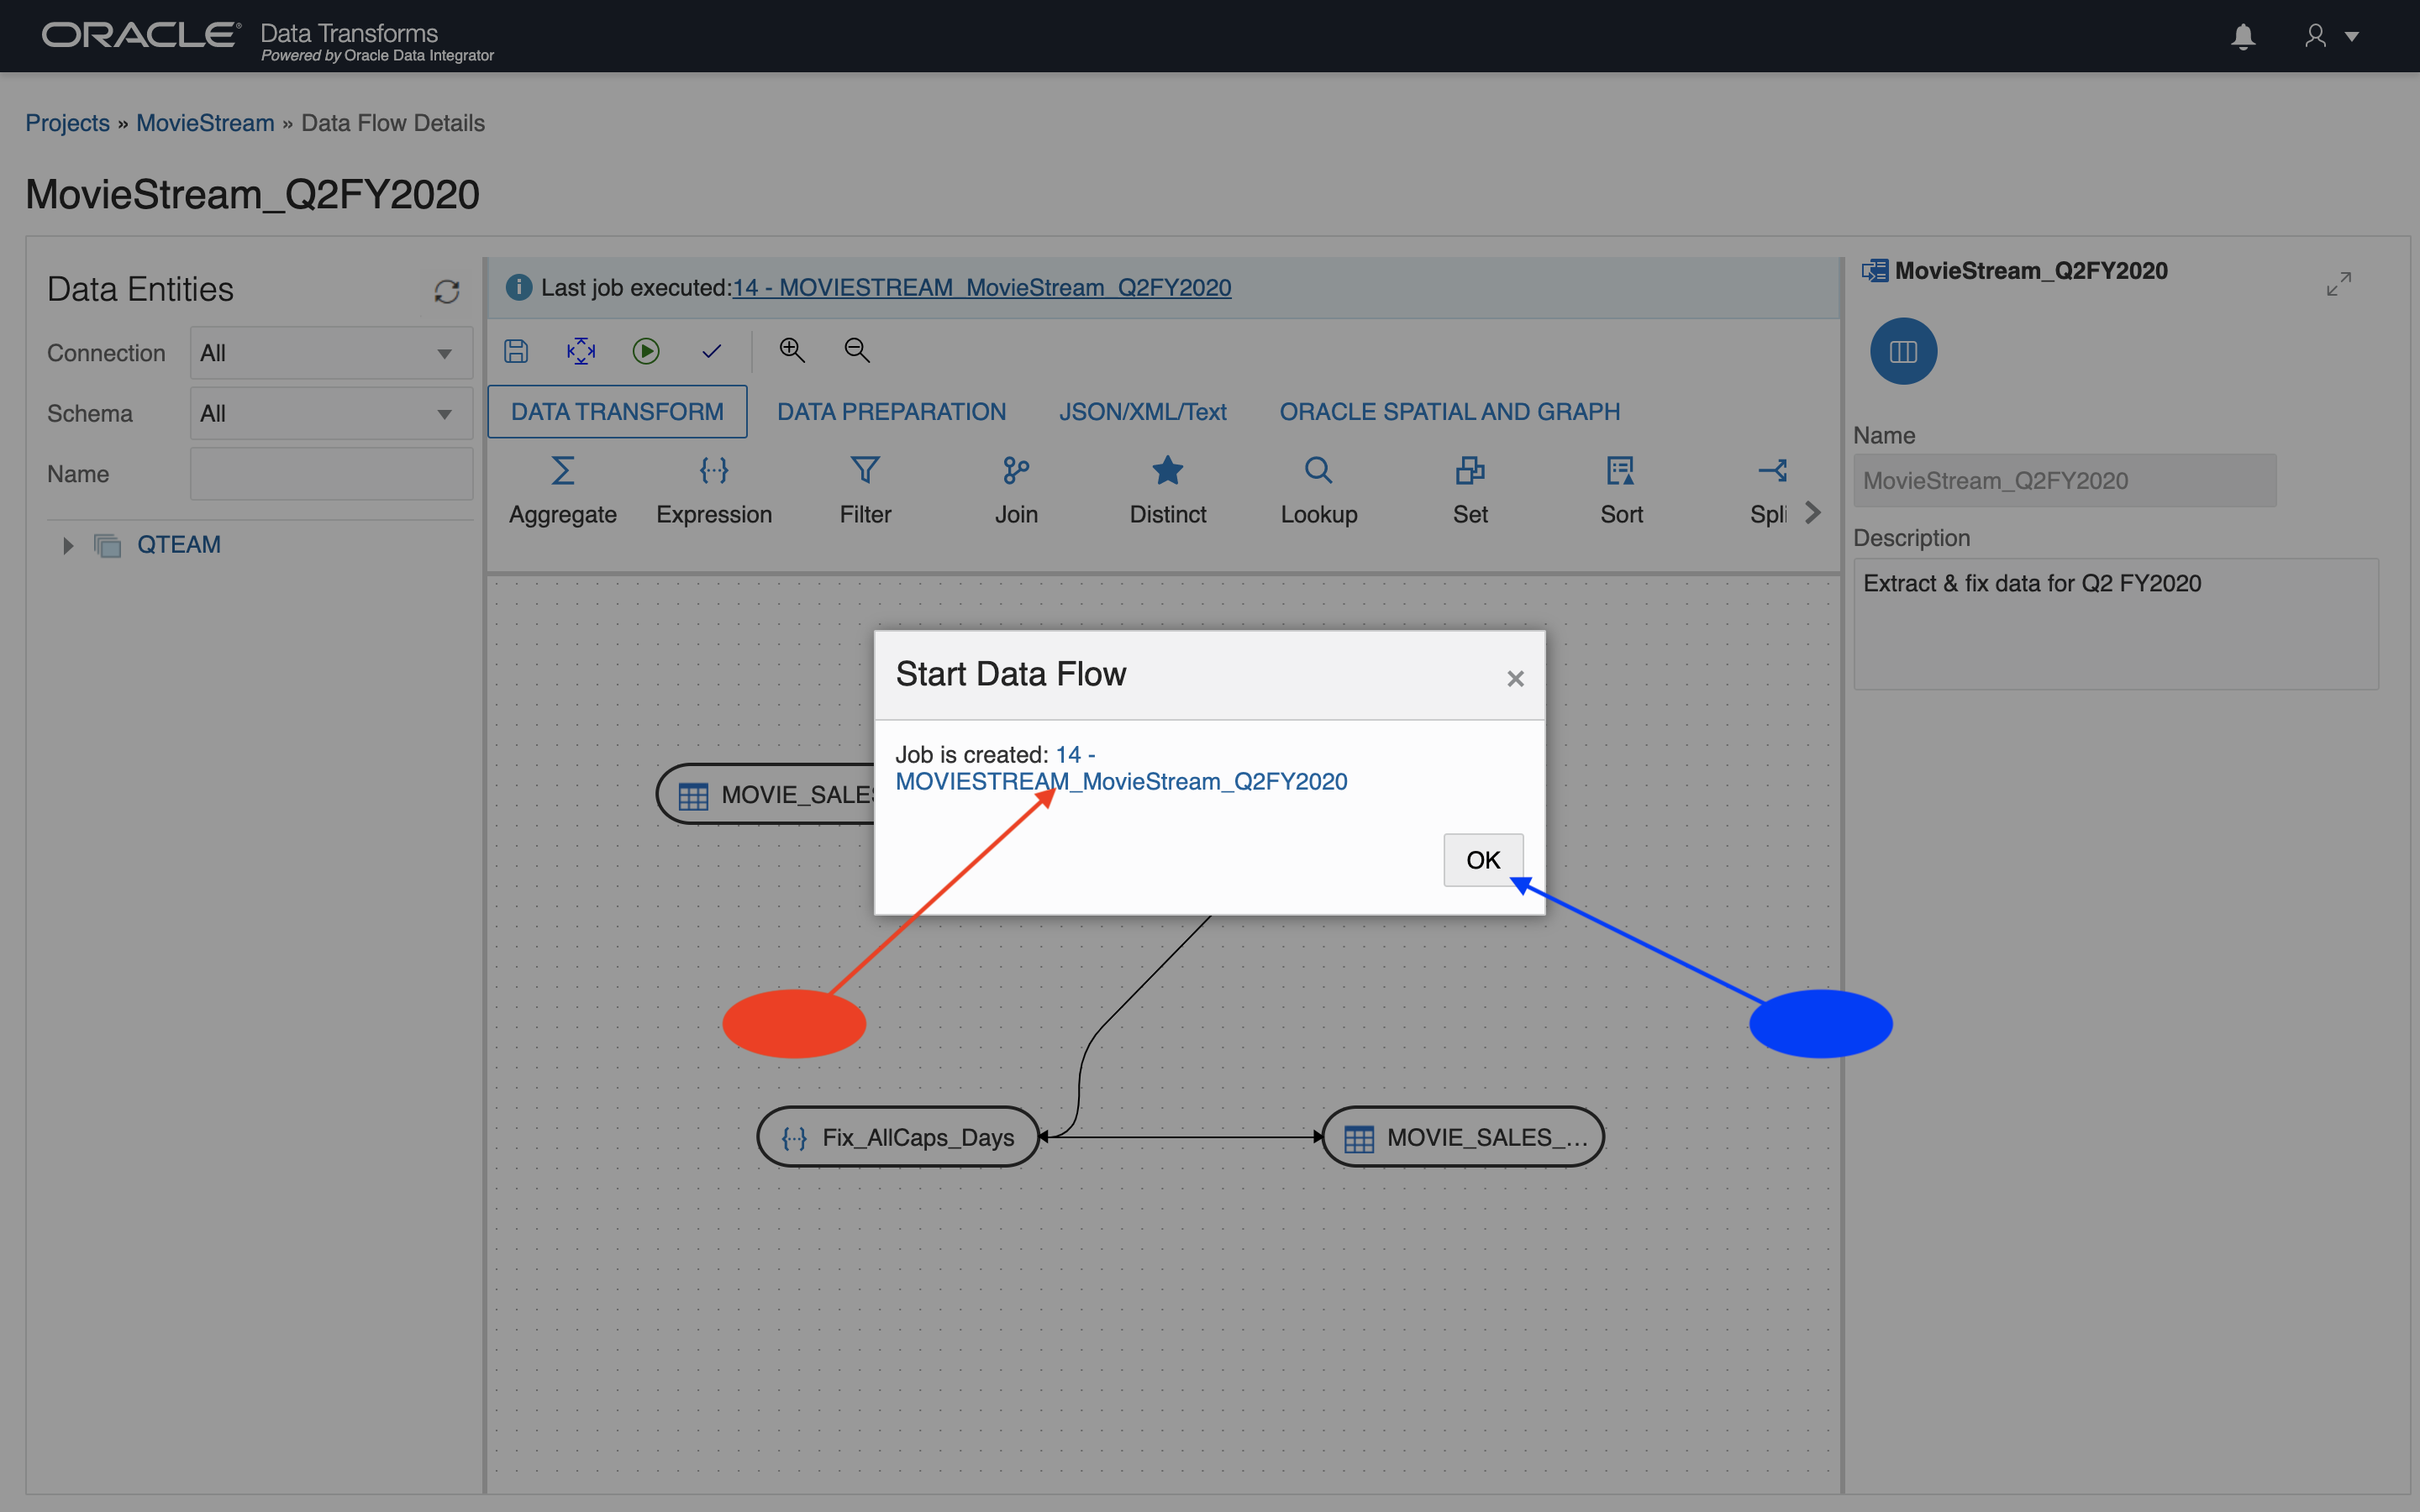 ORACLE® Data Transforms
Powered by Oracle Data Integrator
Projects » MovieStream » Data Flow Details
MovieStream_Q2FY2020
Data Entities
Connection All
Schema All
Name
QTEAM
Last job executed:14 - MOVIESTREAM_MovieStream_Q2FY2020
DATA TRANSFORM DATA PREPARATION JSON/XML/Text ORACLE SPATIAL AND GRAPH
Aggregate Expression Filter Join Distinct Lookup Set Sort Spli
MOVIE_SALES
Start Data Flow
Job is created: 14 -
MOVIESTREAM_MovieStream_Q2FY2020
OK
Fix_AllCaps_Days
MOVIE_SALES_...
MovieStream_Q2FY2020
Name
MovieStream_Q2FY2020
Description
Extract & fix data for Q2 FY2020